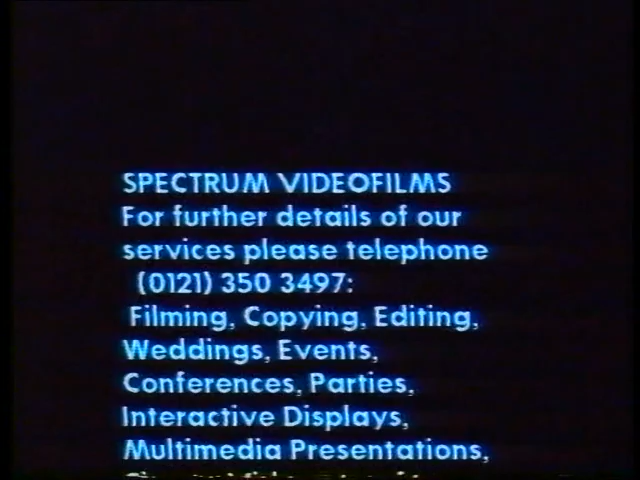 SPECTRUM VIDEOFILMS
For further details of our
services please telephone
(0121) 350 3497:
Filming, Copying, Editing,
Weddings, Events,
Conferences, Parties,
Interactive Displays,
Multimedia Presentations,